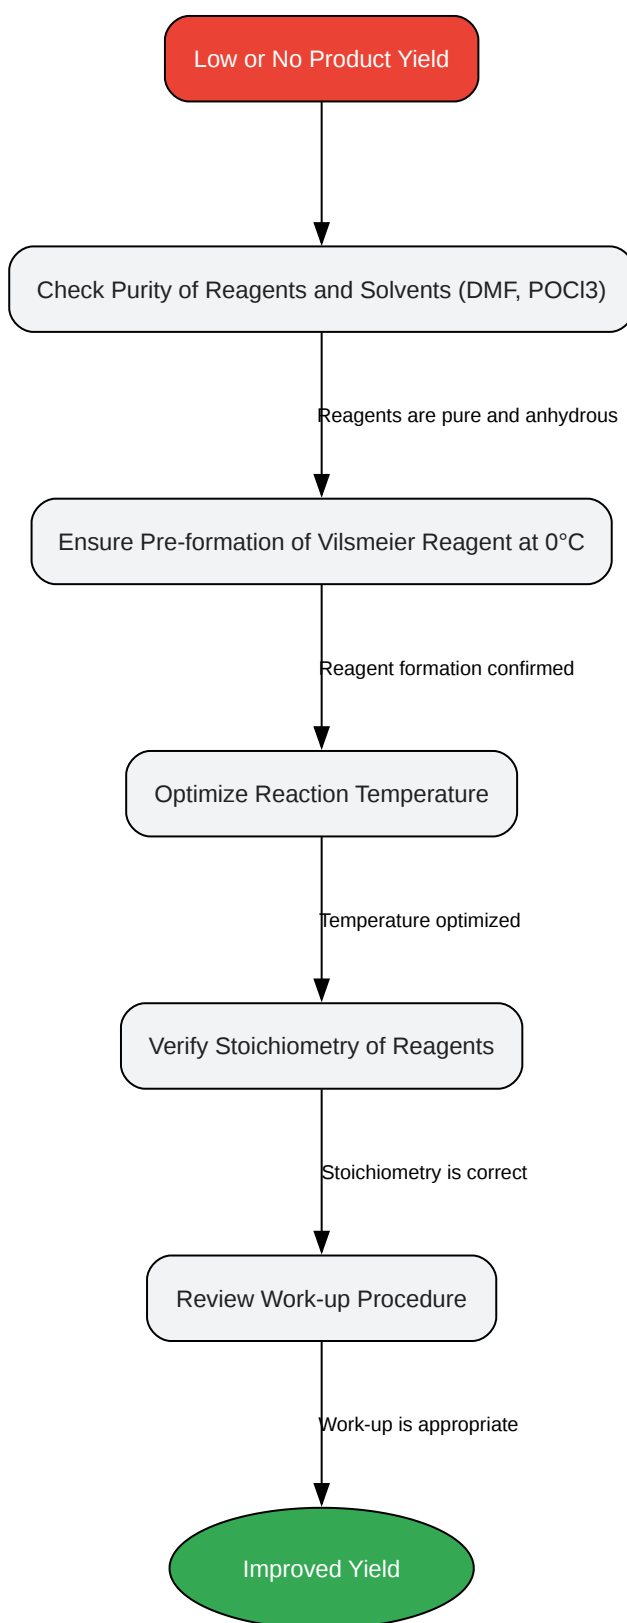 Low or No Product Yield
Check Purity of Reagents and Solvents (DMF, POCl3)
Reagents are pure and anhydrous
Ensure Pre-formation of Vilsmeier Reagent at 0°C
Reagent formation confirmed
Optimize Reaction Temperature
Temperature optimized
Verify Stoichiometry of Reagents
Stoichiometry is correct
Review Work-up Procedure
Work-up is appropriate
Improved Yield